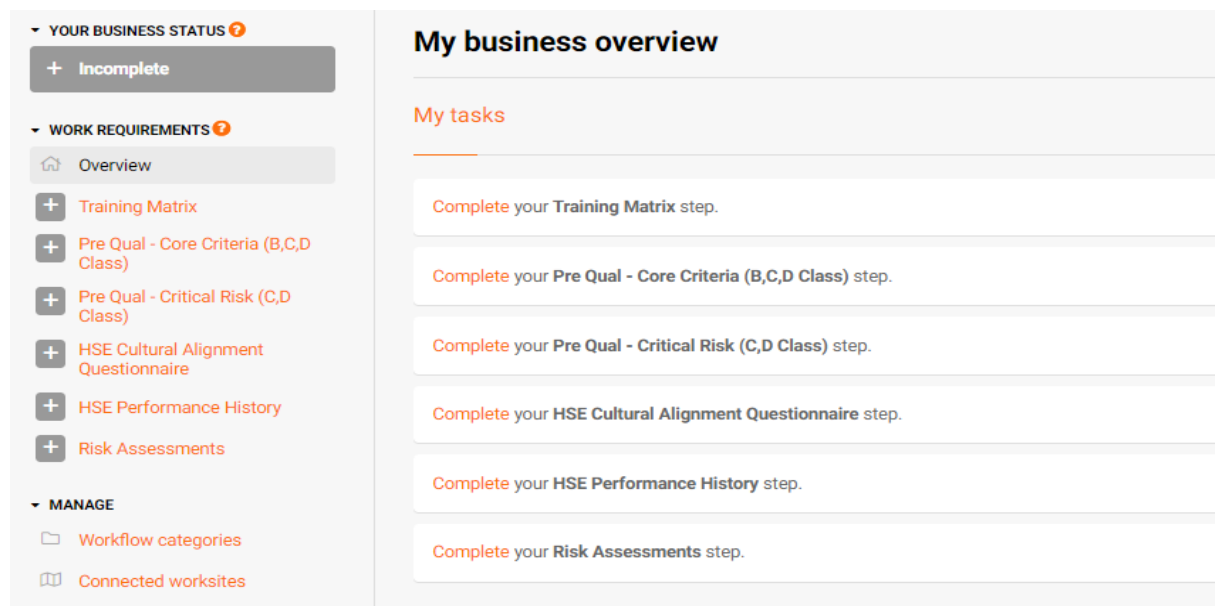 YOUR BUSINESS STATUS ?
+ Incomplete
WORK REQUIREMENTS ?
Overview
+ Training Matrix
+ Pre Qual - Core Criteria (B,C,D
Class)
+ Pre Qual - Critical Risk (C,D
Class)
+ HSE Cultural Alignment
Questionnaire
+ HSE Performance History
+ Risk Assessments
MANAGE
Workflow categories
Connected worksites
My business overview
My tasks
Complete your Training Matrix step.
Complete your Pre Qual - Core Criteria (B,C,D Class) step.
Complete your Pre Qual - Critical Risk (C,D Class) step.
Complete your HSE Cultural Alignment Questionnaire step.
Complete your HSE Performance History step.
Complete your Risk Assessments step.